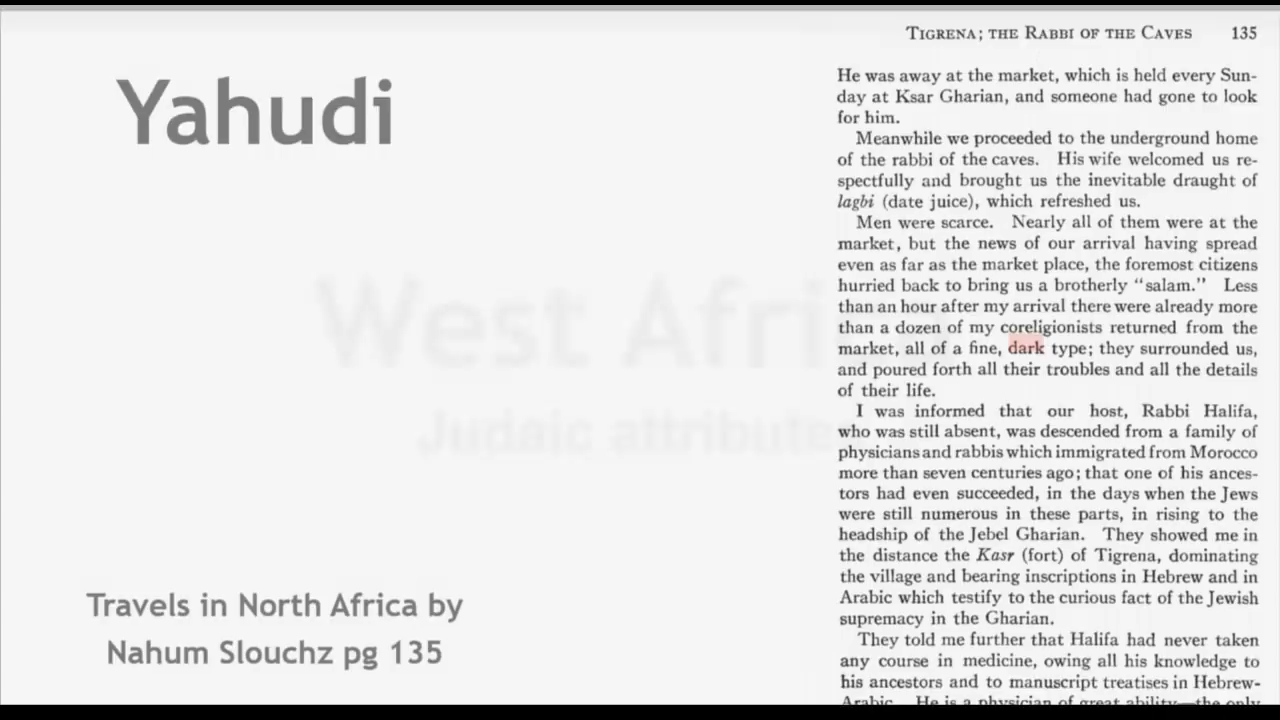 Yahudi
West Africa
Judaic attributes
Travels in North Africa by
Nahum Slouchz pg 135
TIGRENA; THE RABBI OF THE CAVES 135
He was away at the market, which is held every Sun-
day at Ksar Gharian, and someone had gone to look
for him.
Meanwhile we proceeded to the underground home
of the rabbi of the caves. His wife welcomed us re-
spectfully and brought us the inevitable draught of
lagbi (date juice), which refreshed us.
Men were scarce. Nearly all of them were at the
market, but the news of our arrival having spread
even as far as the market place, the foremost citizens
hurried back to bring us a brotherly “salam.” Less
than an hour after my arrival there were already more
than a dozen of my coreligionists returned from the
market, all of a fine, dark type; they surrounded us,
and poured forth all their troubles and all the details
of their life.
I was informed that our host, Rabbi Halifa,
who was still absent, was descended from a family of
physicians and rabbis which immigrated from Morocco
more than seven centuries ago; that one of his ances-
tors had even succeeded, in the days when the Jews
were still numerous in these parts, in rising to the
headship of the Jebel Gharian. They showed me in
the distance the Kasr (fort) of Tigrena, dominating
the village and bearing inscriptions in Hebrew and in
Arabic which testify to the curious fact of the Jewish
supremacy in the Gharian.
They told me further that Halifa had never taken
any course in medicine, owing all his knowledge to
his ancestors and to manuscript treatises in Hebrew-
Arabic. He is a physician of great ability—the only